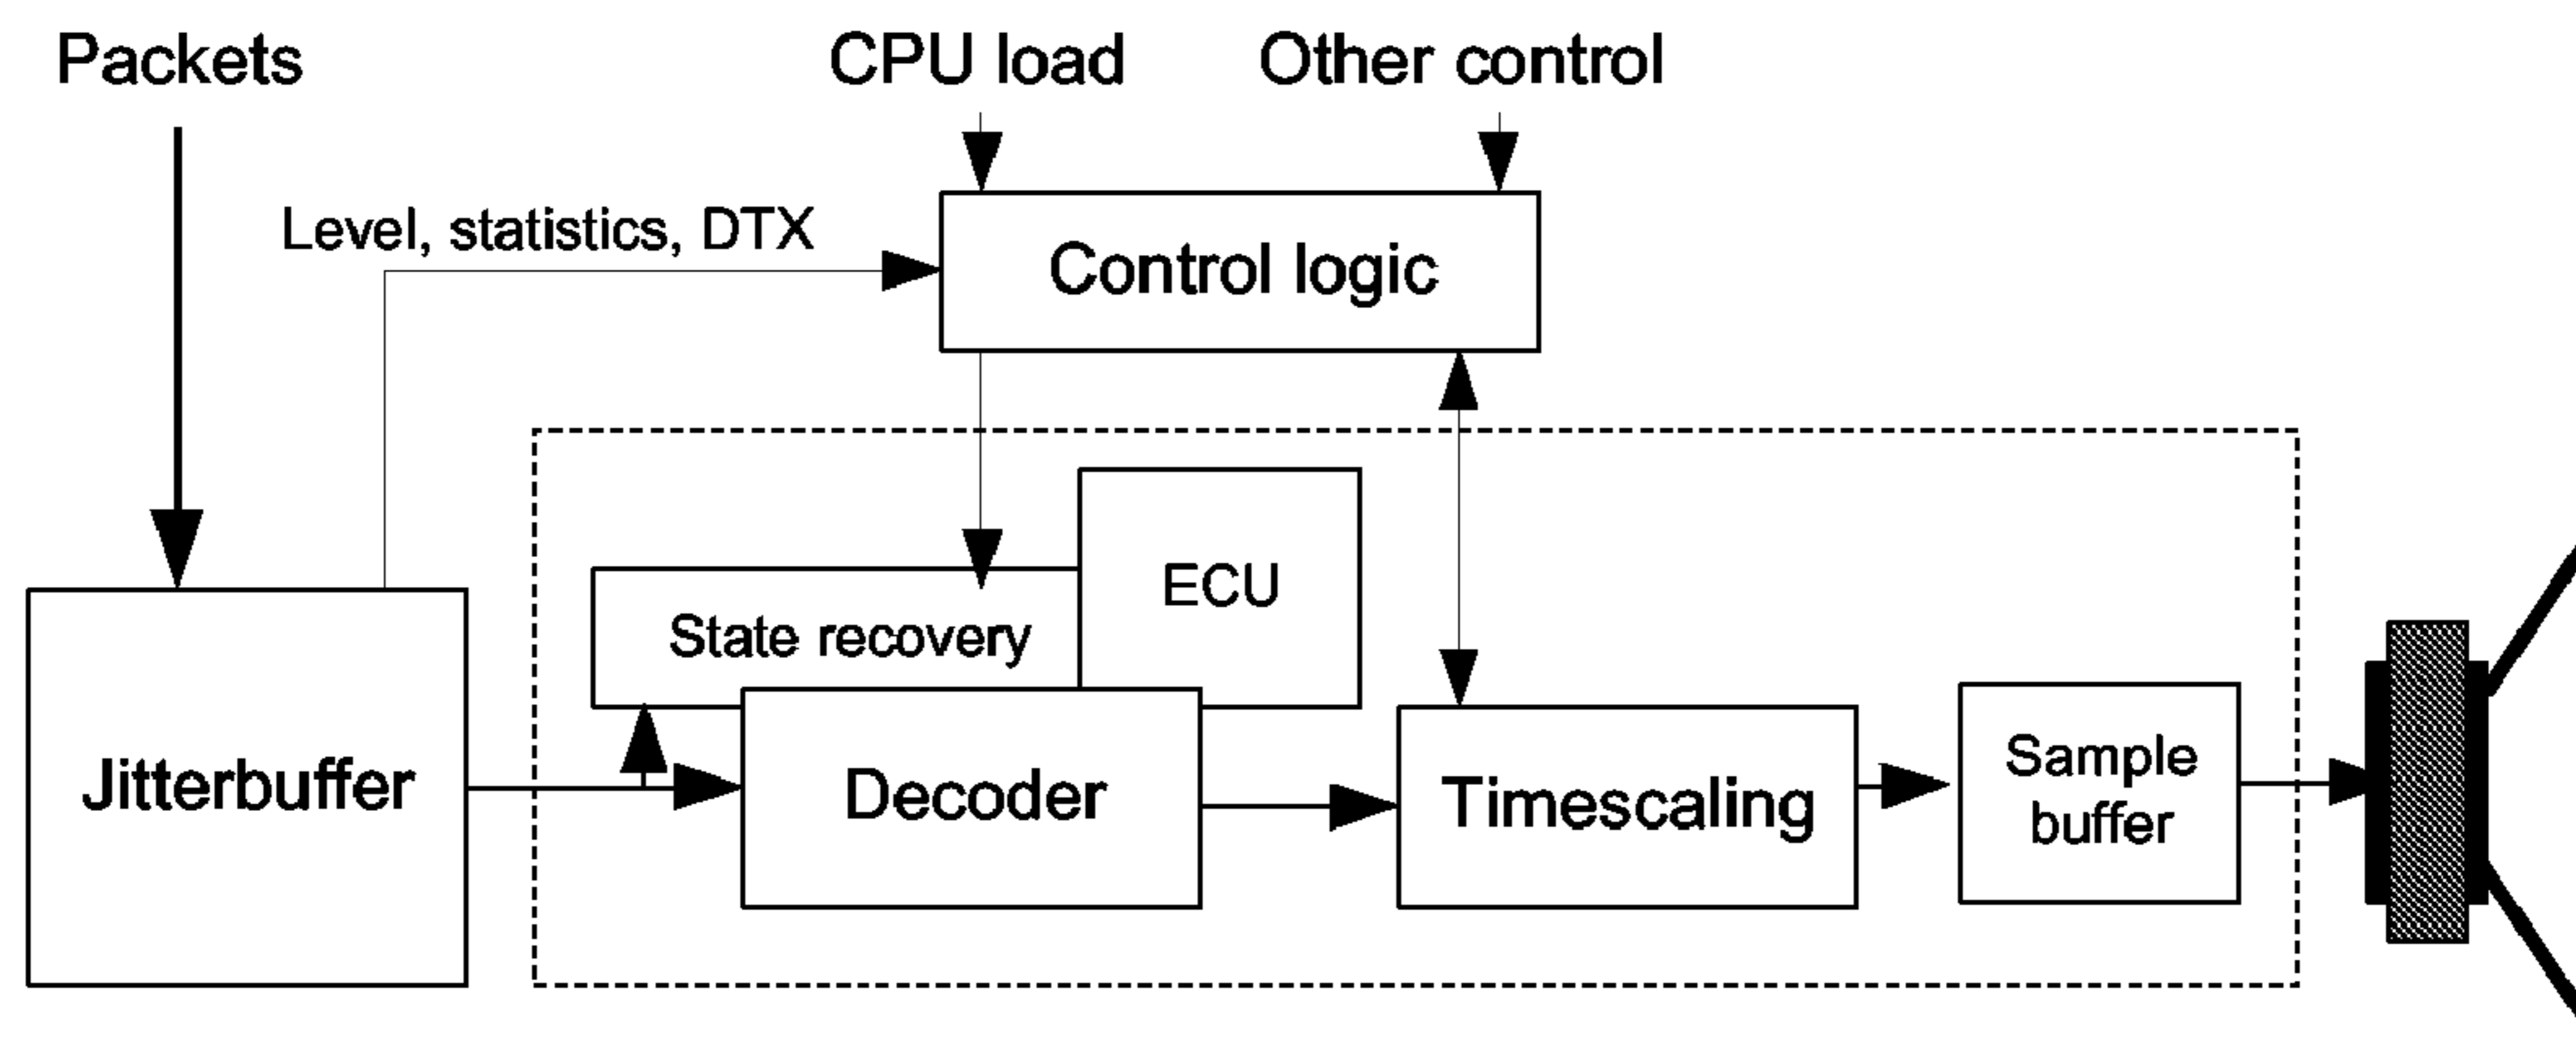 Packets
CPU load
Other control
Level, statistics, DTX
Control logic
ECU
State recovery
Jitterbuffer
Decoder
Timescaling
Sample
buffer